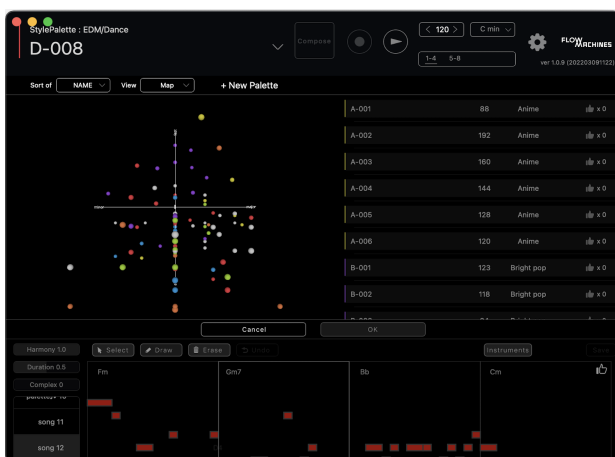 StylePalette : EDM/Dance
D-008
Compose
< 120 >
C min
1-4 5-8
FLOW MACHINES
ver 1.0.9 (202203091122)
Sort of NAME View Map + New Palette
minor major
A-001 88 Anime x 0
A-002 192 Anime x 0
A-003 160 Anime x 0
A-004 144 Anime x 0
A-005 128 Anime x 0
A-006 120 Anime x 0
B-001 123 Bright pop x 0
B-002 118 Bright pop x 0
Cancel OK
Harmony 1.0 Select Draw Erase Undo Instruments Save
Duration 0.5
Complex 0
Fm Gm7 Bb Cm
song 11
song 12